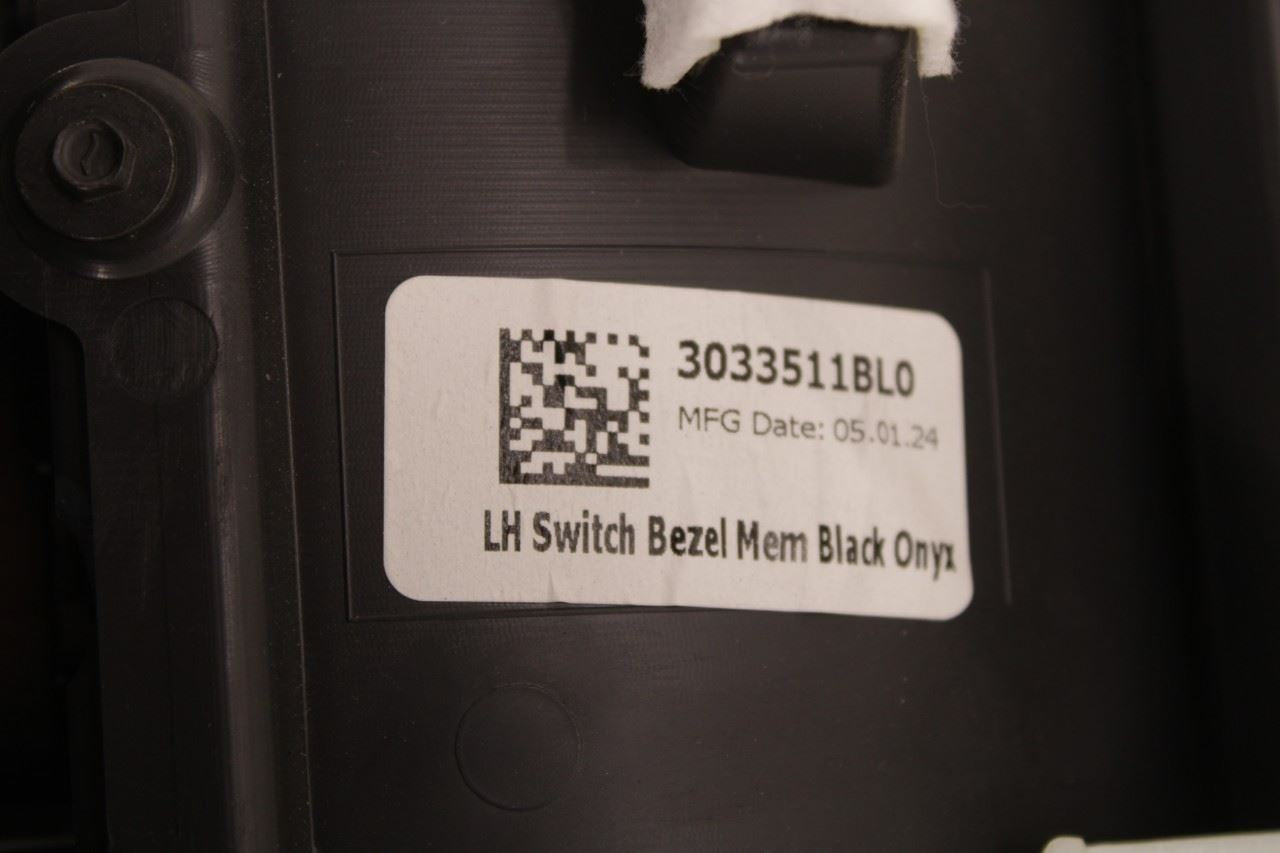 3033511BL0
MFG Date: 05.01.24
LH Switch Bezel Mem Black Onyx